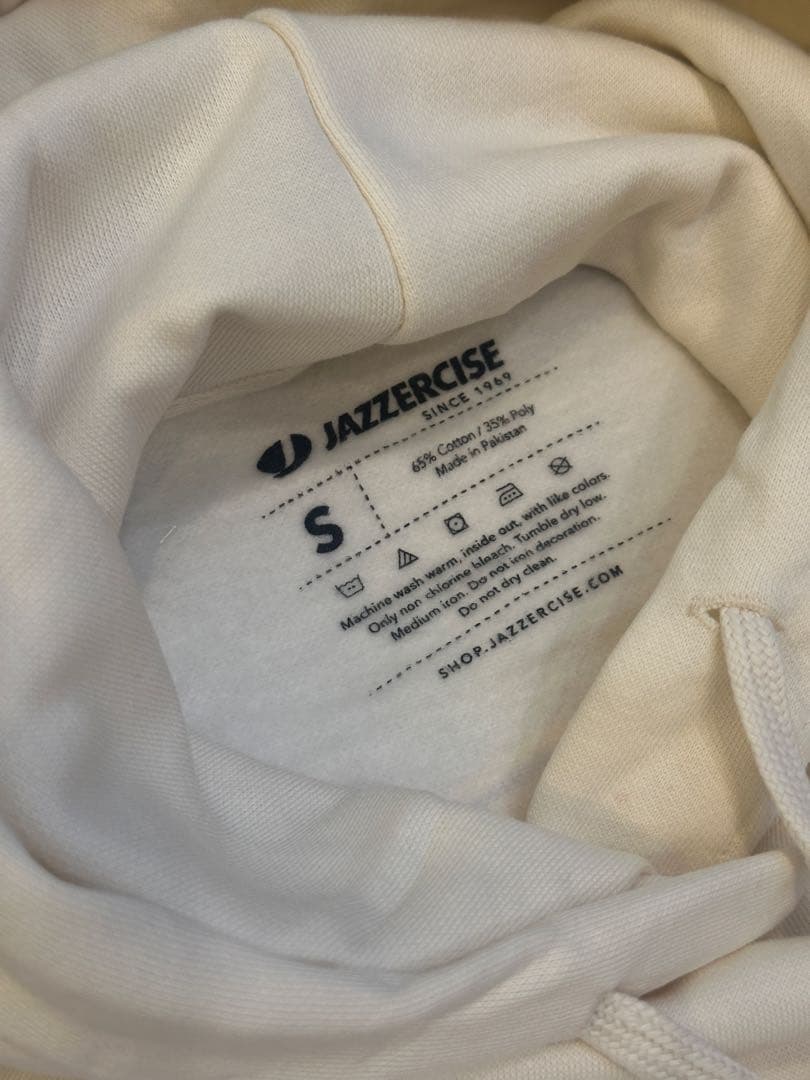 JAZZERCISE
SINCE 1969
S
65% Cotton / 35% Poly
Made in Pakistan
Machine wash warm, inside out, with like colors.
Only non chlorine bleach. Tumble dry low.
Medium iron. Do not iron decoration.
Do not dry clean.
SHOP.JAZZERCISE.COM